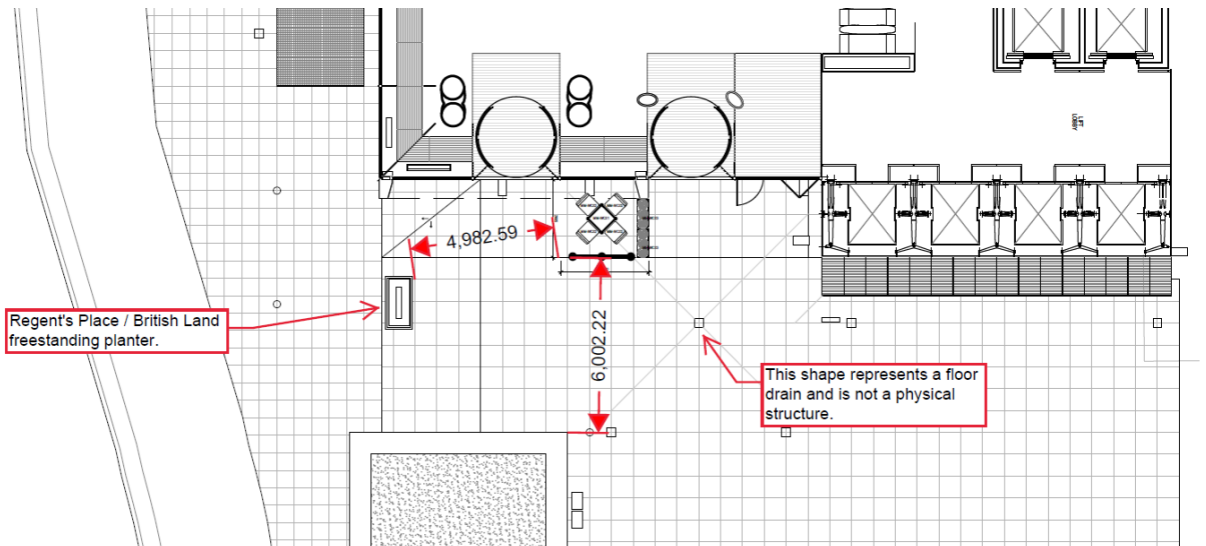 LIFT
LOBBY
4,982.59
Regent's Place / British Land
freestanding planter.
6,002.22
This shape represents a floor
drain and is not a physical
structure.